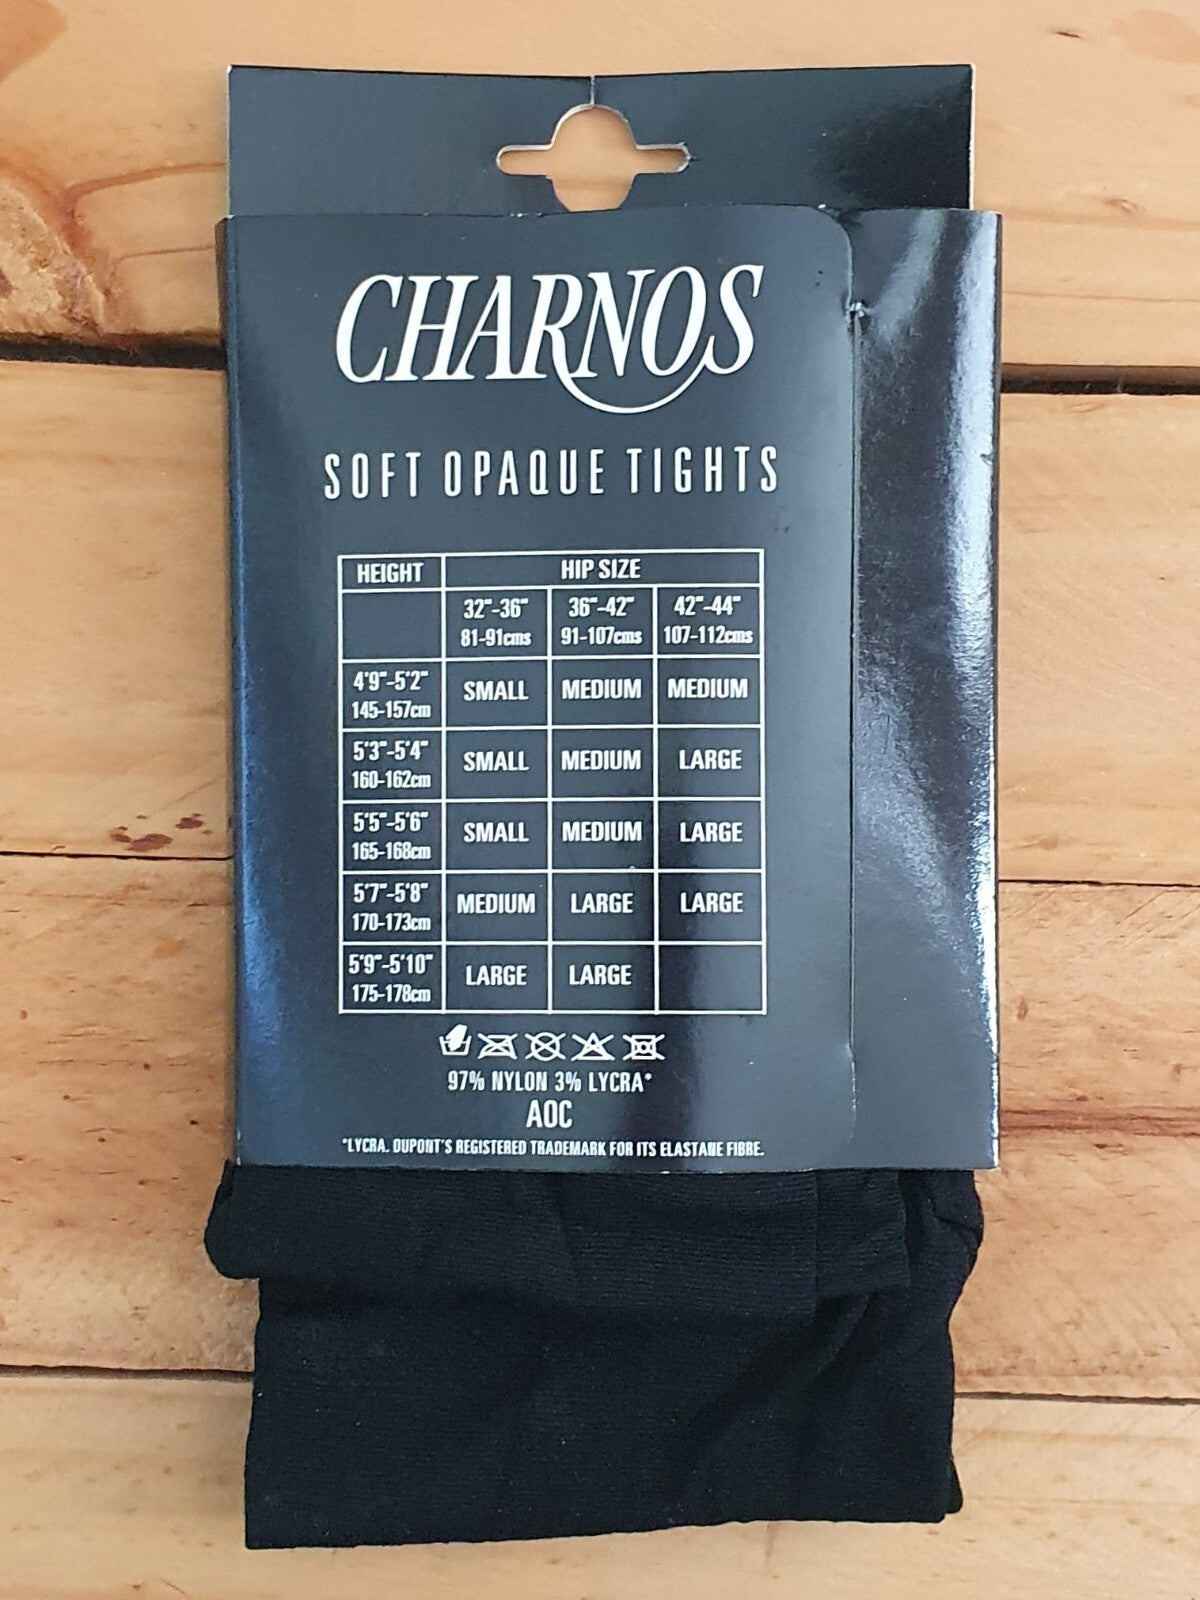 CHARNOS
SOFT OPAQUE TIGHTS
HEIGHT HIP SIZE
32"-36" 36"-42" 42"-44"
81-91cms 91-107cms 107-112cms
4'9"-5'2"
145-157cm SMALL MEDIUM MEDIUM
5'3"-5'4"
160-162cm SMALL MEDIUM LARGE
5'5"-5'6"
165-168cm SMALL MEDIUM LARGE
5'7"-5'8"
170-173cm MEDIUM LARGE LARGE
5'9"-5'10"
175-178cm LARGE LARGE
97% NYLON 3% LYCRA*
AOC
*LYCRA. DUPONT'S REGISTERED TRADEMARK FOR ITS ELASTANE FIBRE.